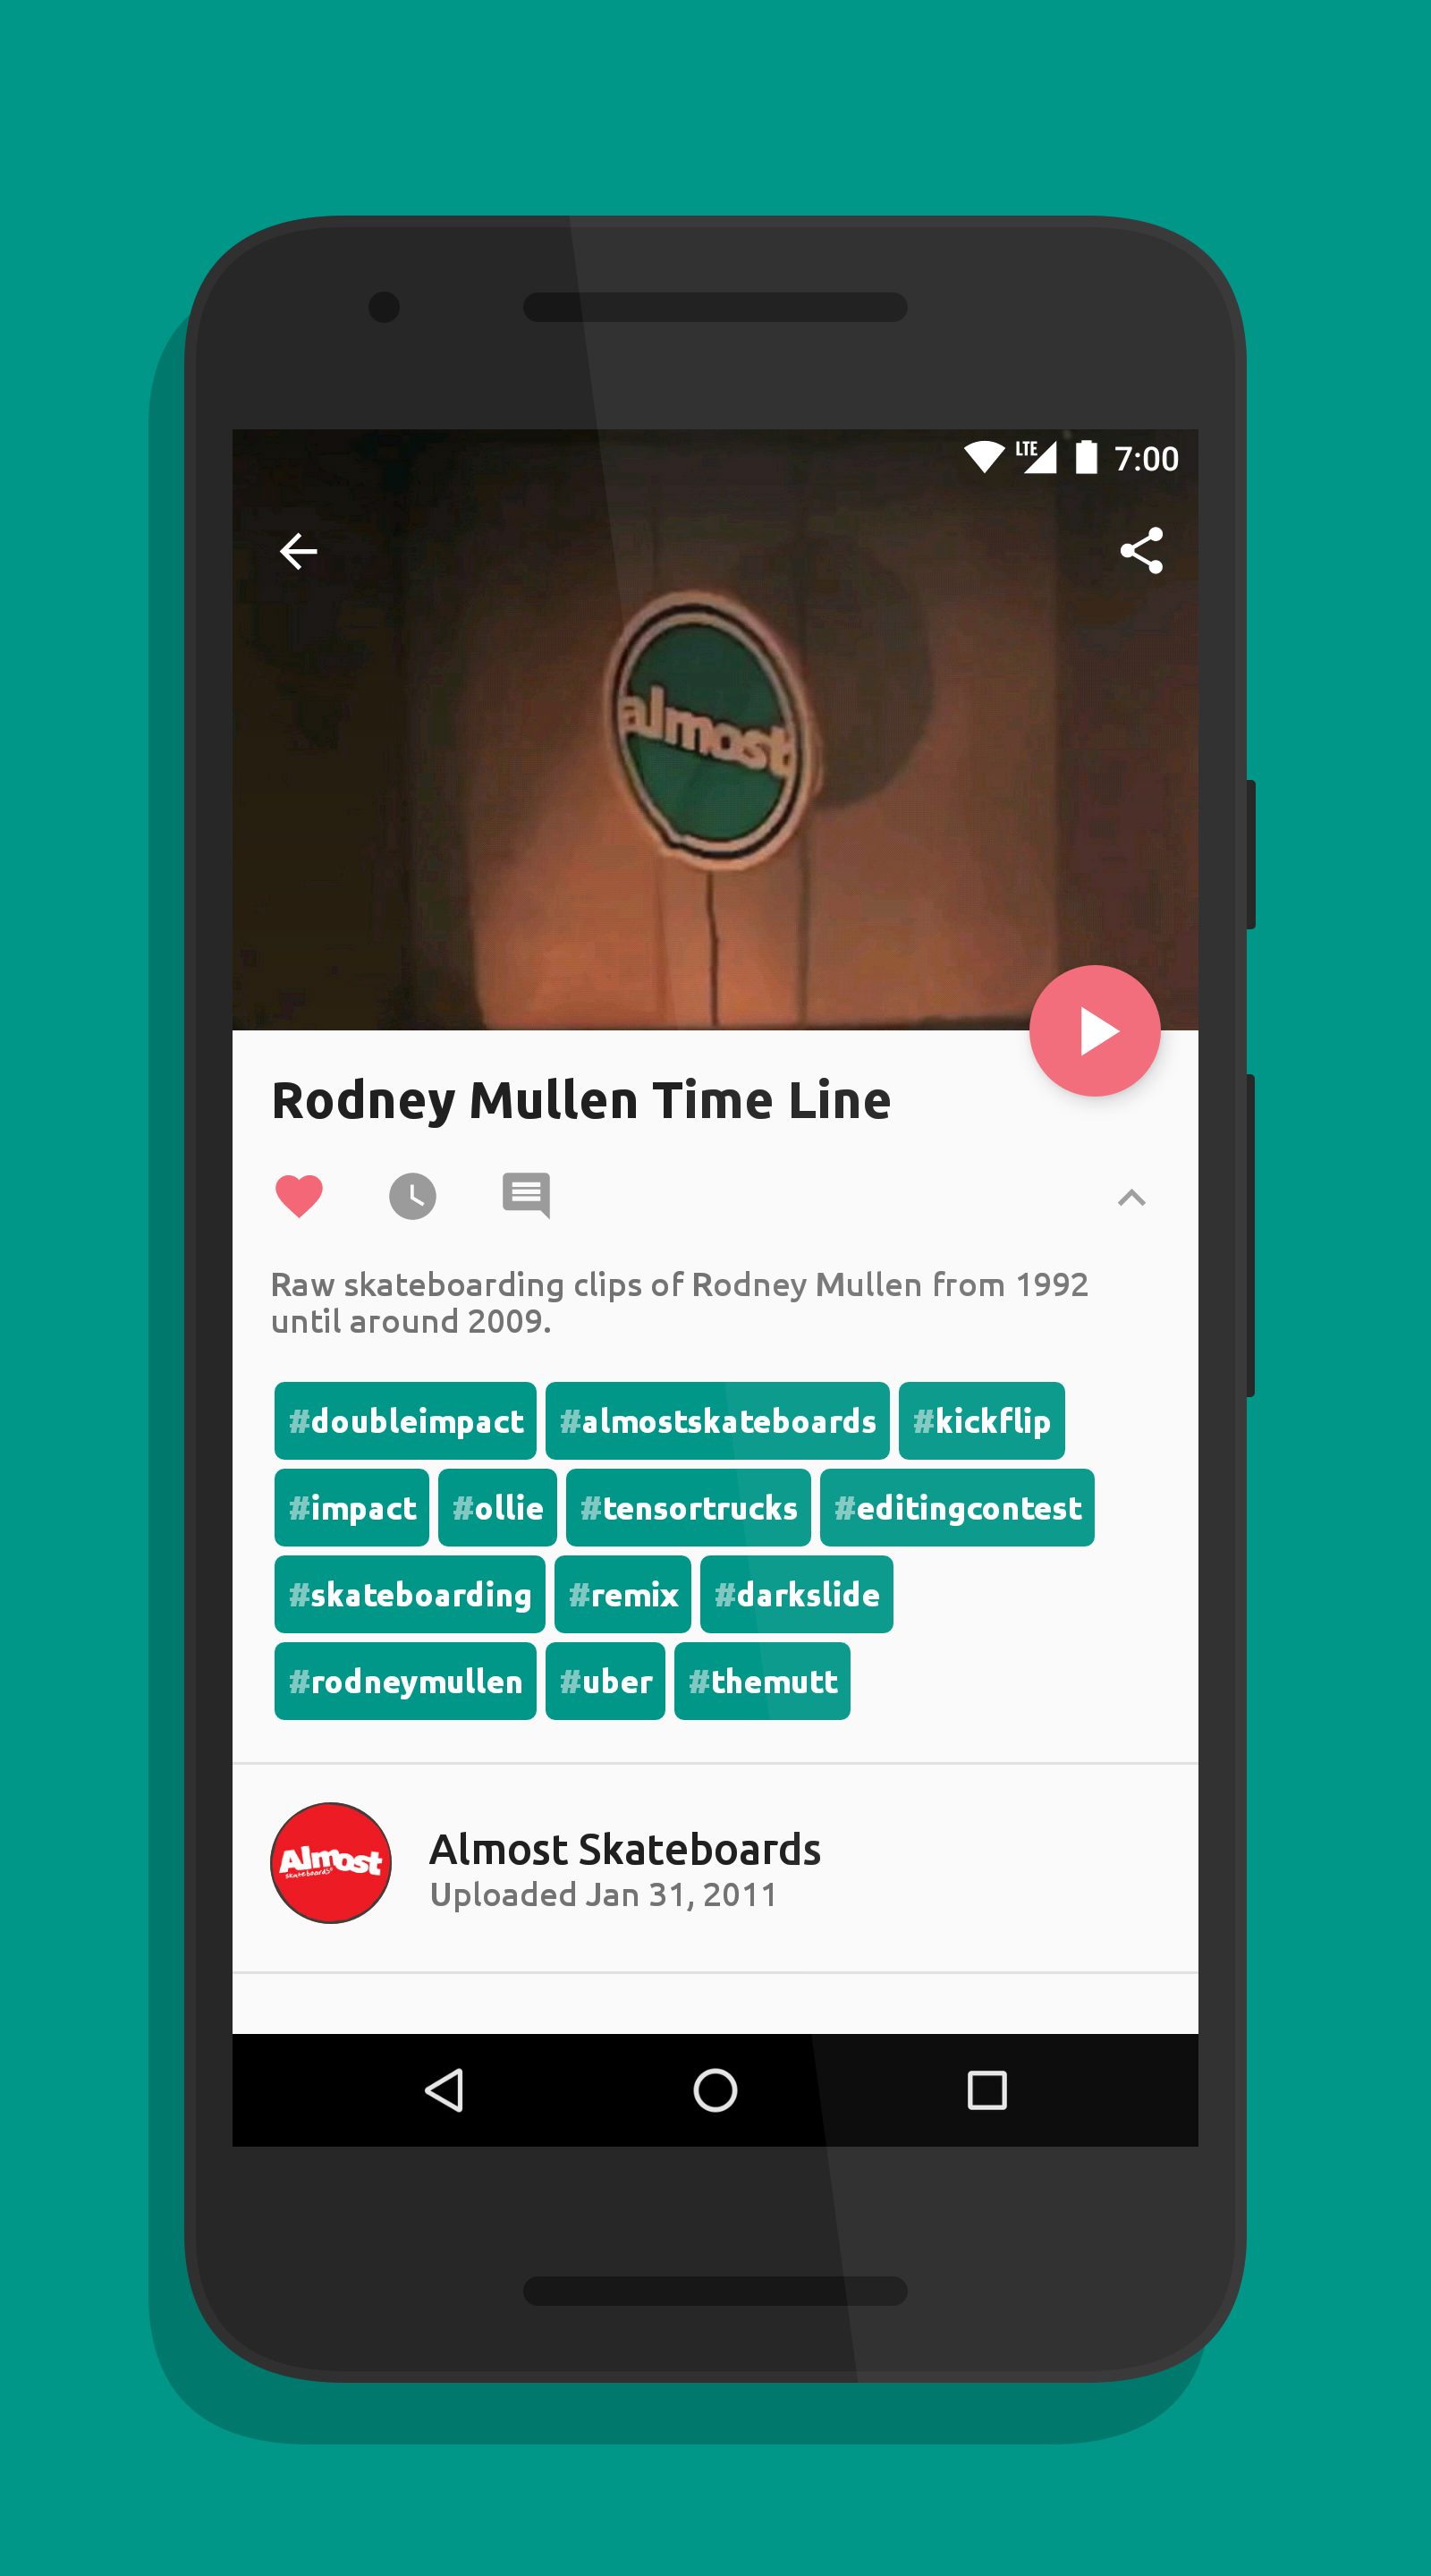 LTE 7:00
almost
Rodney Mullen Time Line
Raw skateboarding clips of Rodney Mullen from 1992
until around 2009.
#doubleimpact #almostskateboards #kickflip
#impact #ollie #tensortrucks #editingcontest
#skateboarding #remix #darkslide
#rodneymullen #uber #themutt
Almost
skateboards
Almost Skateboards
Uploaded Jan 31, 2011